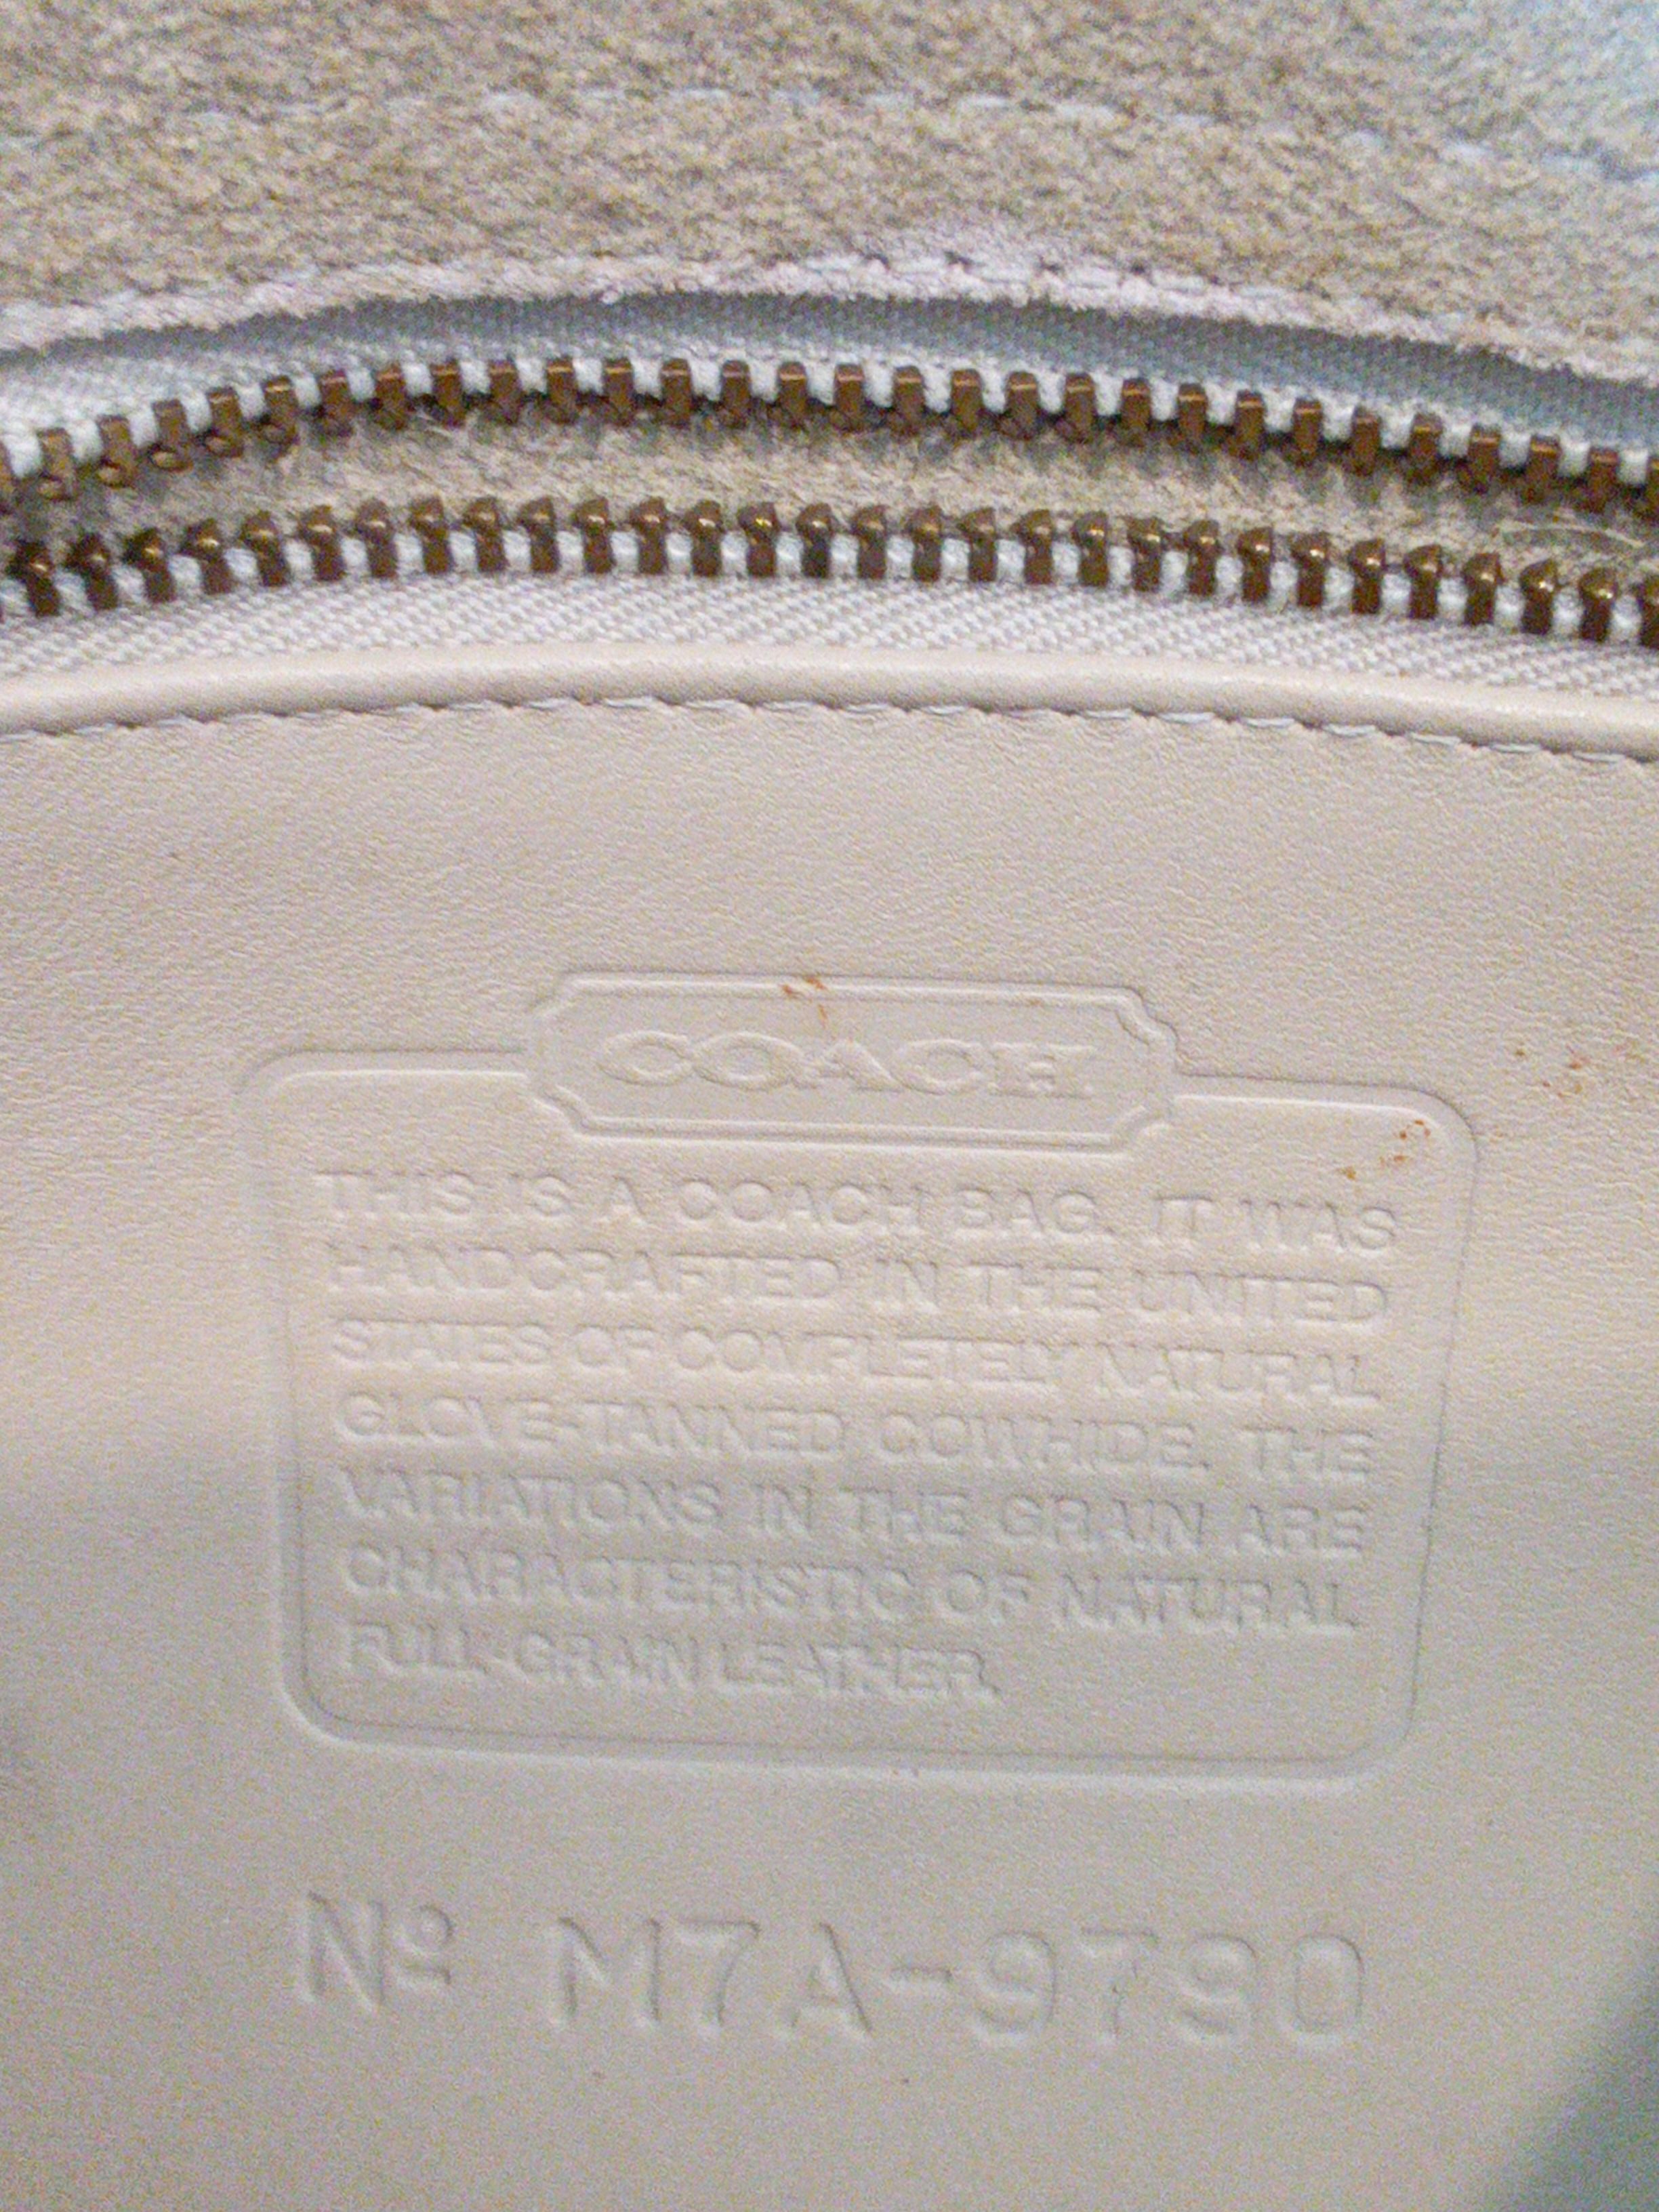 COACH
THIS IS A COACH BAG. IT WAS
HANDCRAFTED IN THE UNITED
STATES OF COMPLETELY NATURAL
GLOVE-TANNED COWHIDE. THE
VARIATIONS IN THE GRAIN ARE
CHARACTERISTIC OF NATURAL
FULL-GRAIN LEATHER.
Nº M7A-9790